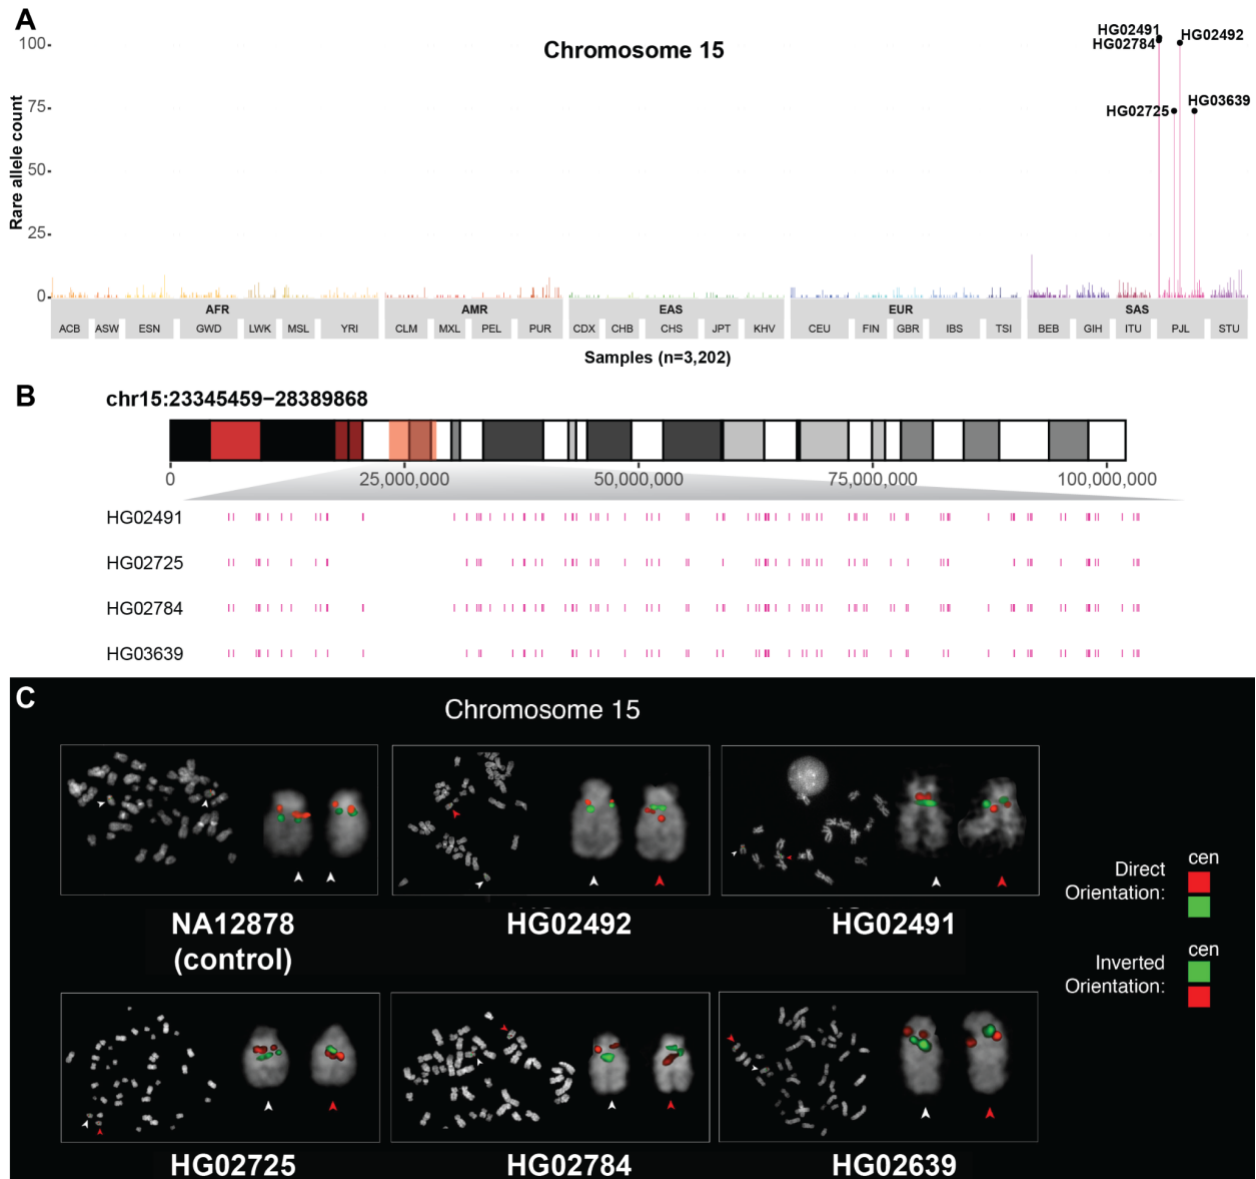 A
Chromosome 15
Rare allele count
100
75
50
25
0
HG02491
HG02784
HG02492
HG02725
HG03639
AFR AMR EAS EUR SAS
ACB ASW ESN GWD LWK MSL YRI CLM MXL PEL PUR CDX CHB CHS JPT KHV CEU FIN GBR IBS TSI BEB GIH ITU PJL STU
Samples (n=3,202)
B
chr15:23345459−28389868
0 25,000,000 50,000,000 75,000,000 100,000,000
HG02491
HG02725
HG02784
HG03639
C
Chromosome 15
NA12878
(control)
HG02492
HG02491
Direct
Orientation:
cen
Inverted
Orientation:
cen
HG02725
HG02784
HG02639